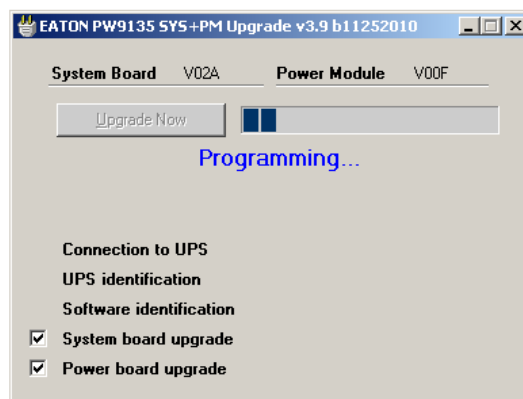 EATON PW9135 SYS+PM Upgrade v3.9 b11252010
System Board V02A Power Module V00F
Upgrade Now
Programming...
Connection to UPS
UPS identification
Software identification
System board upgrade
Power board upgrade